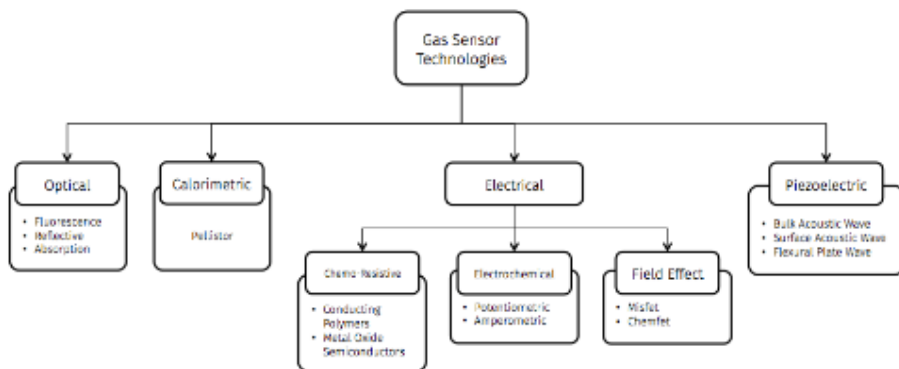 Gas Sensor
Technologies
Optical
• Fluorescence
• Reflective
• Absorption
Calorimetric
Pellistor
Electrical
Piezoelectric
• Bulk Acoustic Wave
• Surface Acoustic Wave
• Flexural Plate Wave
Chemo-Resistive
• Conducting
Polymers
• Metal Oxide
Semiconductors
Electrochemical
• Potentiometric
• Amperometric
Field Effect
• Misfet
• Chemfet